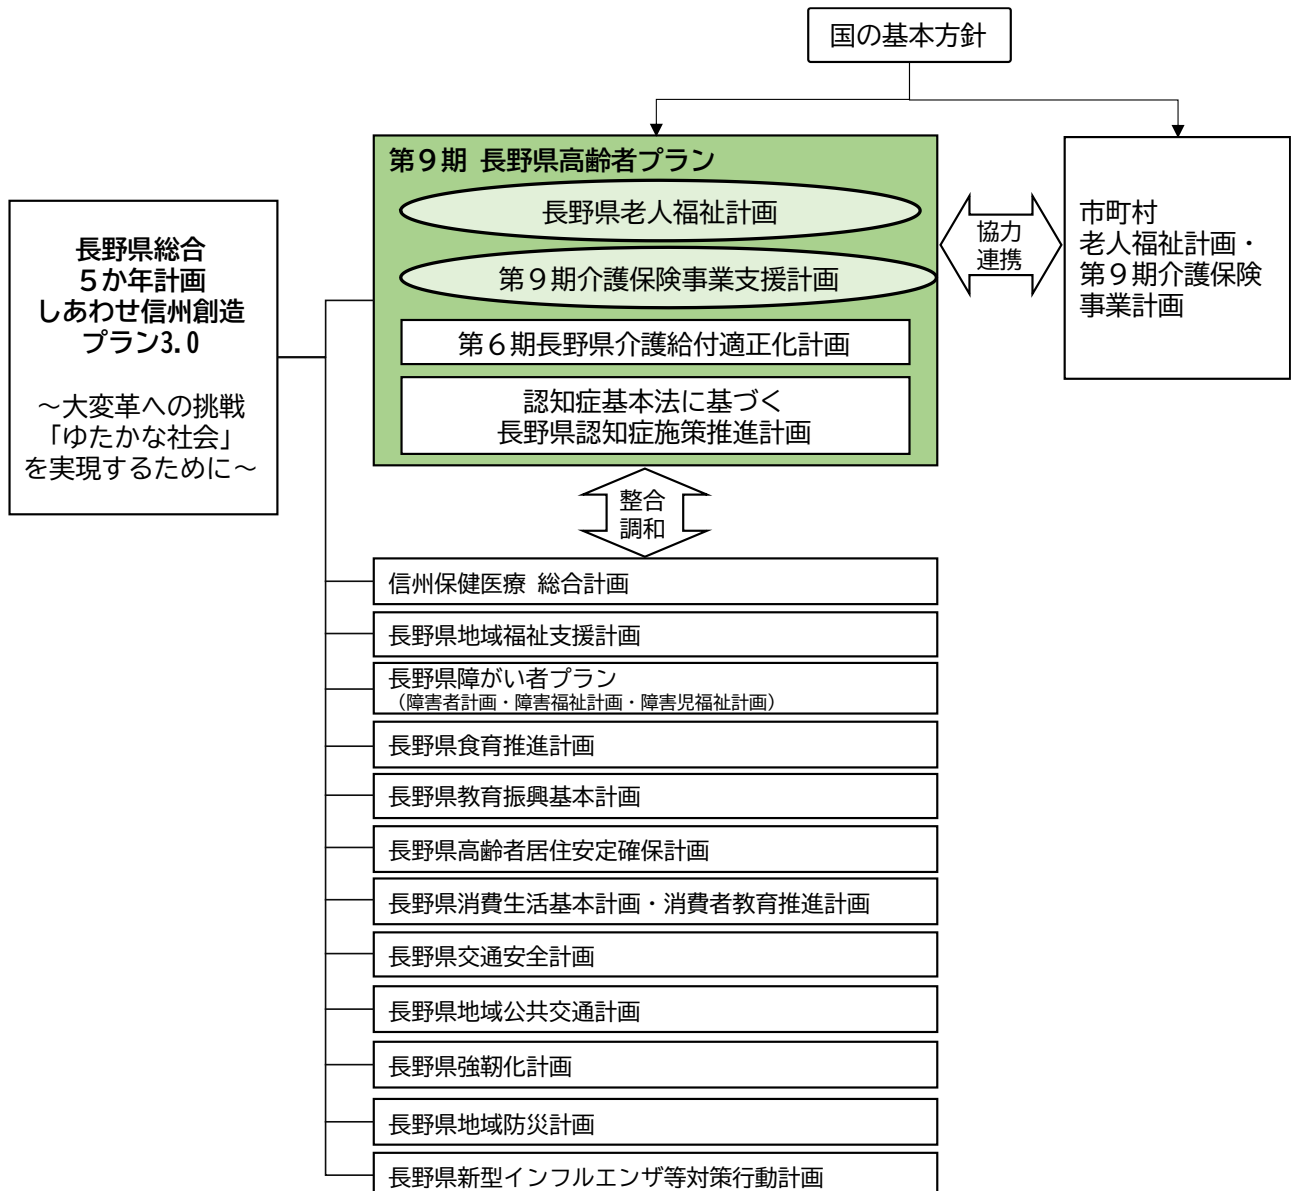 国の基本方針
第９期 長野県高齢者プラン
長野県老人福祉計画
第９期介護保険事業支援計画
第６期長野県介護給付適正化計画
認知症基本法に基づく
長野県認知症施策推進計画
協力
連携
市町村
老人福祉計画・
第９期介護保険
事業計画
長野県総合
５か年計画
しあわせ信州創造
プラン3.0
～大変革への挑戦
「ゆたかな社会」
を実現するために～
整合
調和
信州保健医療 総合計画
長野県地域福祉支援計画
長野県障がい者プラン
（障害者計画・障害福祉計画・障害児福祉計画）
長野県食育推進計画
長野県教育振興基本計画
長野県高齢者居住安定確保計画
長野県消費生活基本計画・消費者教育推進計画
長野県交通安全計画
長野県地域公共交通計画
長野県強靭化計画
長野県地域防災計画
長野県新型インフルエンザ等対策行動計画